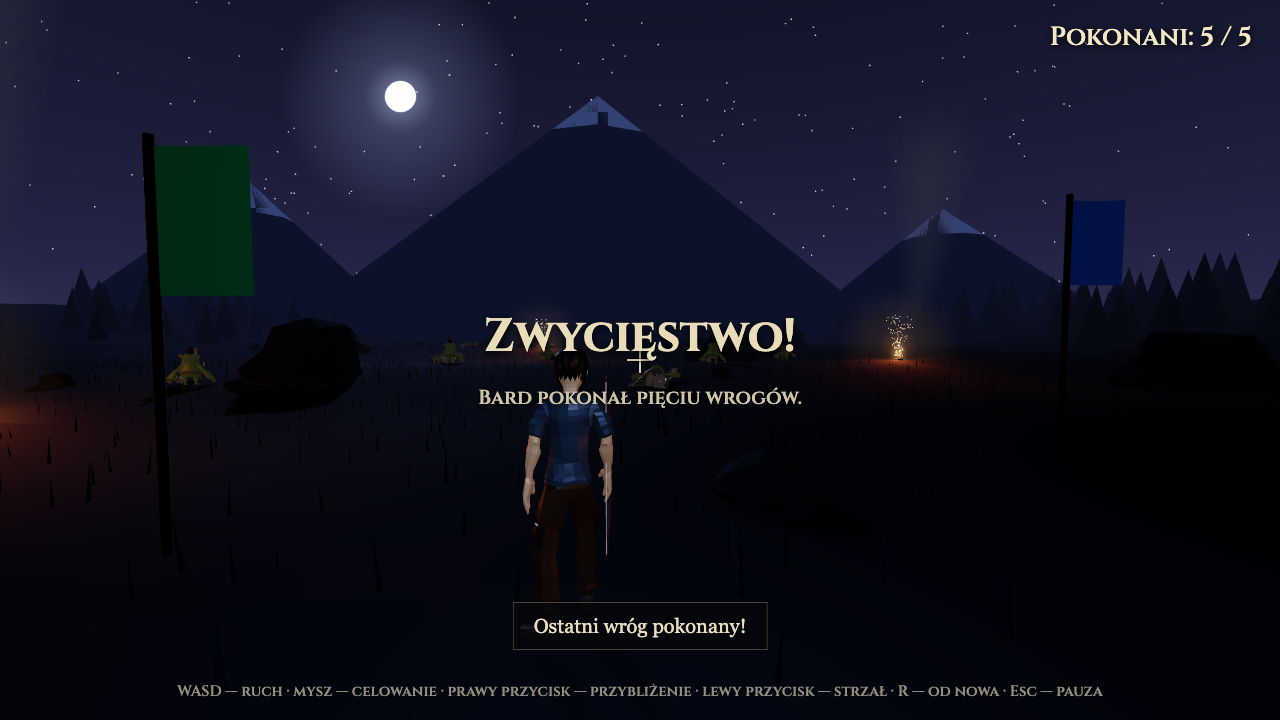 Pokonani: 5 / 5
Zwycięstwo!
Bard pokonał pięciu wrogów.
Ostatni wróg pokonany!
WASD — ruch · mysz — celowanie · prawy przycisk — przybliżenie · lewy przycisk — strzał · R — od nowa · Esc — pauza